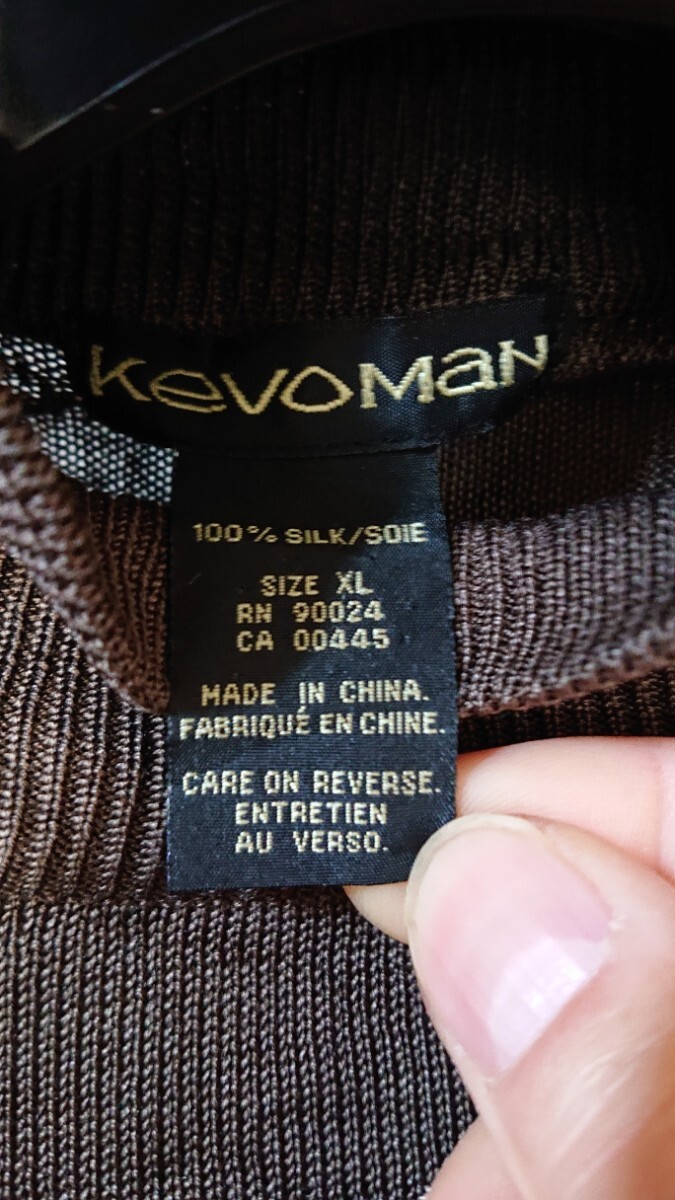 KevoMaN
100% SILK/SOIE
SIZE XL
RN 90024
CA 00445
MADE IN CHINA.
FABRIQUÉ EN CHINE.
CARE ON REVERSE.
ENTRETIEN
AU VERSO.